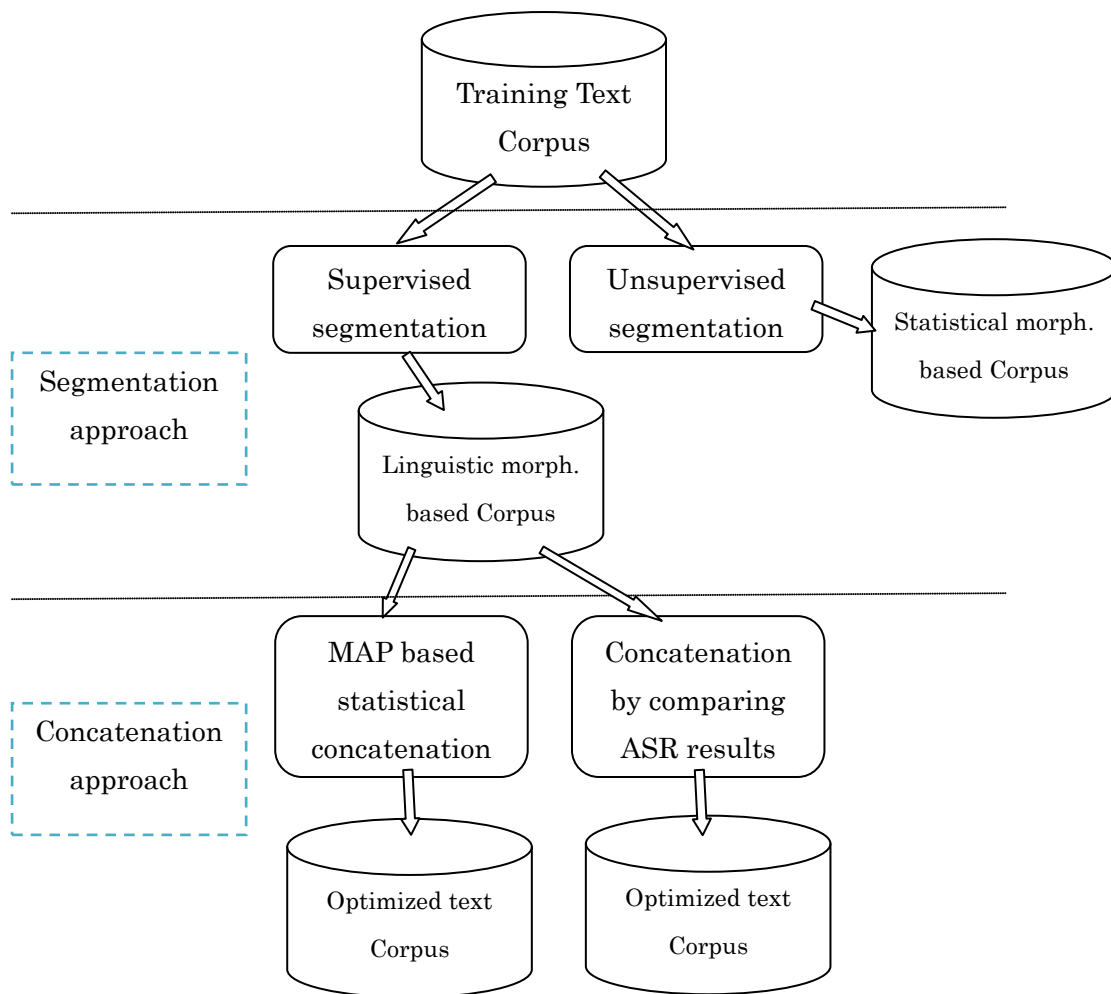 Training Text
Corpus
Supervised
segmentation
Unsupervised
segmentation
Statistical morph.
based Corpus
Segmentation
approach
Linguistic morph.
based Corpus
MAP based
statistical
concatenation
Concatenation
by comparing
ASR results
Concatenation
approach
Optimized text
Corpus
Optimized text
Corpus